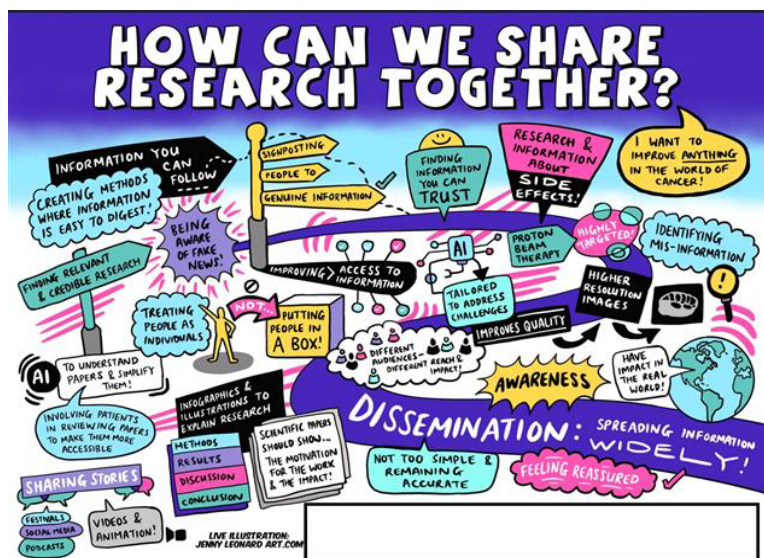 HOW CAN WE SHARE
RESEARCH TOGETHER?
INFORMATION YOU
CAN
FOLLOW
SIGNPOSTING
PEOPLE TO
GENUINE INFORMATION
FINDING
INFORMATION
YOU CAN
TRUST
RESEARCH &
INFORMATION
ABOUT
SIDE
EFFECTS!
I WANT TO
IMPROVE ANYTHING
IN THE WORLD OF
CANCER!
CREATING METHODS
WHERE INFORMATION
IS EASY TO DIGEST!
BEING
AWARE
OF FAKE
NEWS!
FINDING RELEVANT
& CREDIBLE RESEARCH
IMPROVING > ACCESS TO
INFORMATION
AI
PROTON
BEAM
THERAPY
HIGHLY
TARGETED!
IDENTIFYING
MIS-INFORMATION
TAILORED
TO ADDRESS
CHALLENGES
HIGHER
RESOLUTION
IMAGES
TREATING
PEOPLE AS
INDIVIDUALS
NOT...
PUTTING
PEOPLE IN
A BOX!
IMPROVES QUALITY
DIFFERENT
AUDIENCES-
DIFFERENT REACH &
IMPACT!
AI
TO UNDERSTAND
PAPERS & SIMPLIFY
THEM!
AWARENESS
HAVE
IMPACT IN
THE REAL
WORLD!
INVOLVING PATIENTS
IN REVIEWING PAPERS
TO MAKE THEM MORE
ACCESSIBLE
INFOGRAPHICS &
ILLUSTRATIONS TO
EXPLAIN RESEARCH
METHODS
RESULTS
DISCUSSION
CONCLUSION
SCIENTIFIC PAPERS
SHOULD SHOW...
THE MOTIVATION
FOR THE WORK
& THE IMPACT!
DISSEMINATION: SPREADING INFORMATION
WIDELY!
NOT TOO SIMPLE &
REMAINING
ACCURATE
FEELING REASSURED
SHARING STORIES
FESTIVALS
SOCIAL MEDIA
PODCASTS
VIDEOS &
ANIMATION!
LIVE ILLUSTRATION:
JENNY LEONARD ART.COM